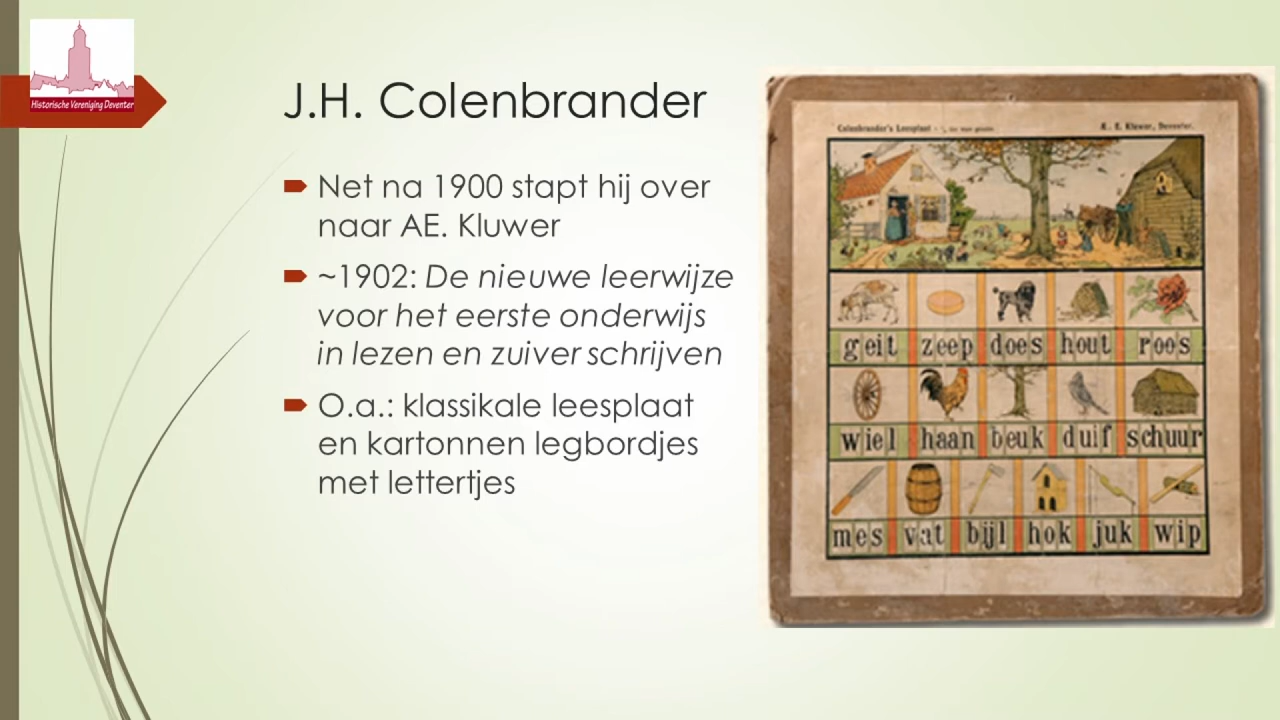 Historische Vereniging Deventer
J.H. Colenbrander
Net na 1900 stapt hij over
naar AE. Kluwer
~1902: De nieuwe leerwijze
voor het eerste onderwijs
in lezen en zuiver schrijven
O.a.: klassikale leesplaat
en kartonnen legbordjes
met lettertjes
Colenbrander's Leesplaat
Æ. E. Kluwer, Deventer.
geit zeep does hout roos
wiel haan beuk duif schuur
mes vat bijl hok juk wip